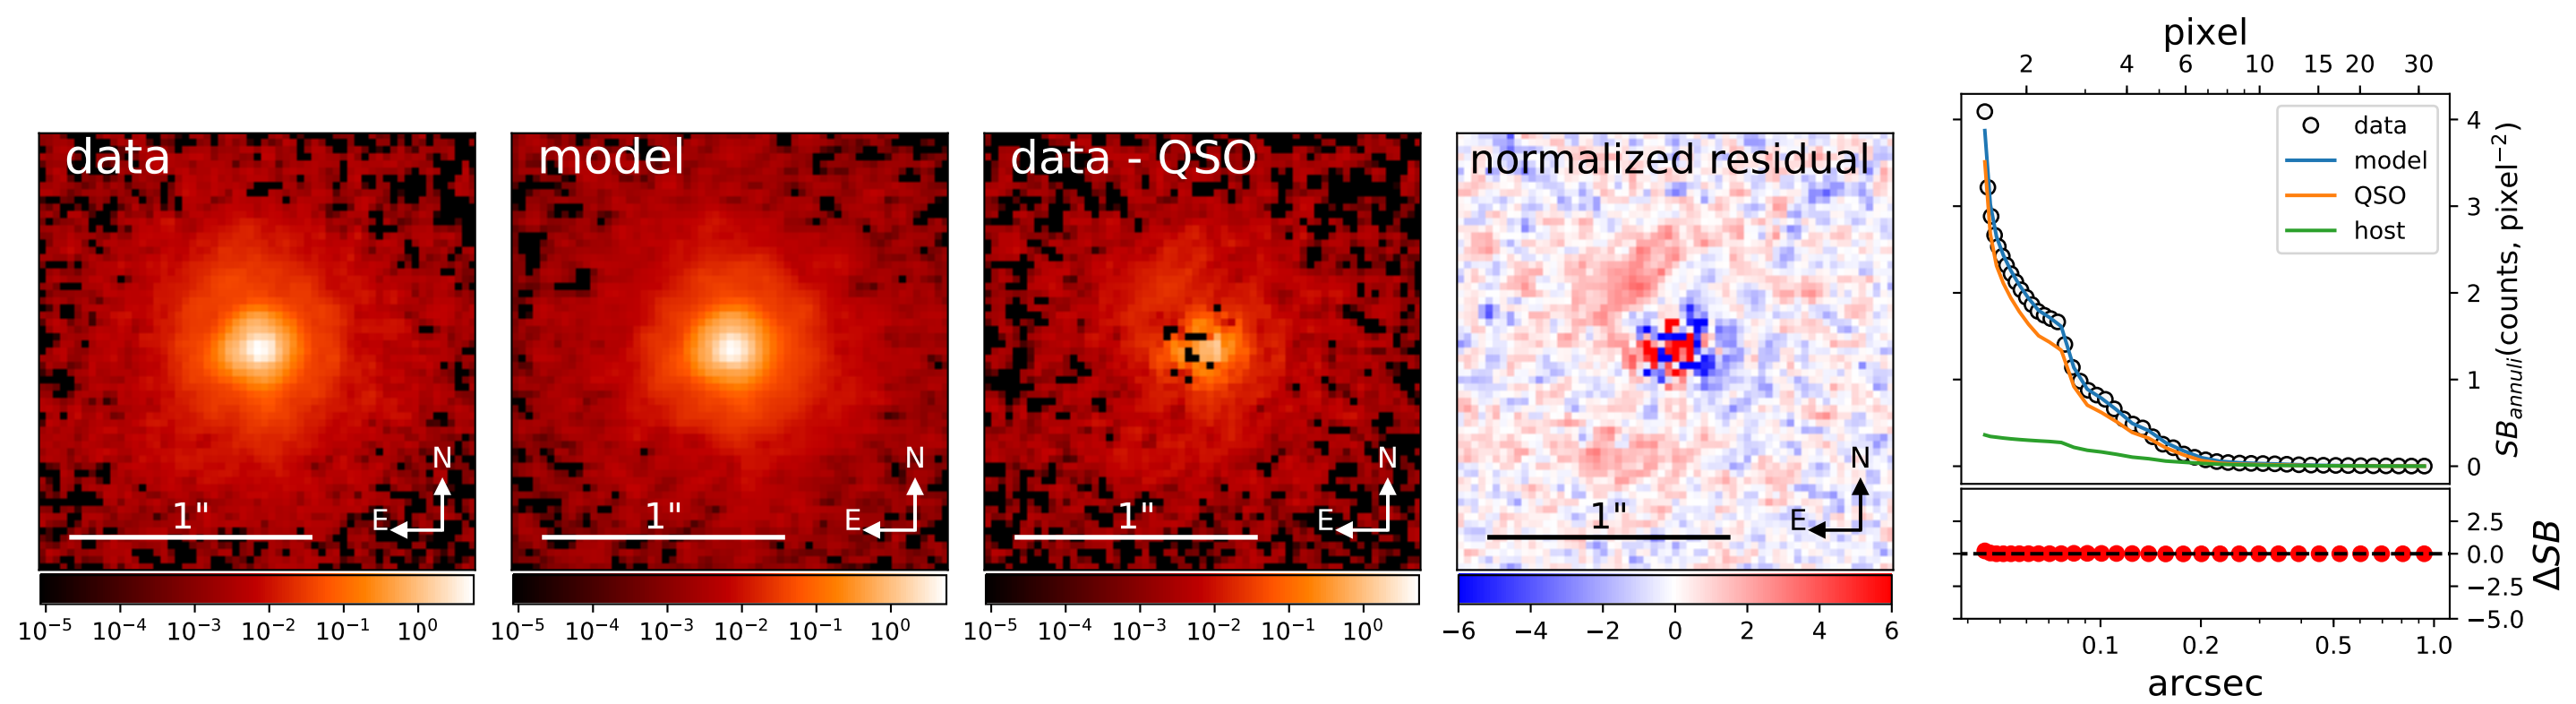 data
N
E
1"
10⁻⁵ 10⁻⁴ 10⁻³ 10⁻² 10⁻¹ 10⁰
model
N
E
1"
10⁻⁵ 10⁻⁴ 10⁻³ 10⁻² 10⁻¹ 10⁰
data - QSO
N
E
1"
10⁻⁵ 10⁻⁴ 10⁻³ 10⁻² 10⁻¹ 10⁰
normalized residual
N
E
1"
−6 −4 −2 0 2 4 6
pixel
2 4 6 10 15 20 30
data
model
QSO
host
4
3
2
1
0
SB_annuli(counts, pixel⁻²)
2.5
0.0
−2.5
−5.0
ΔSB
0.1 0.2 0.5 1.0
arcsec